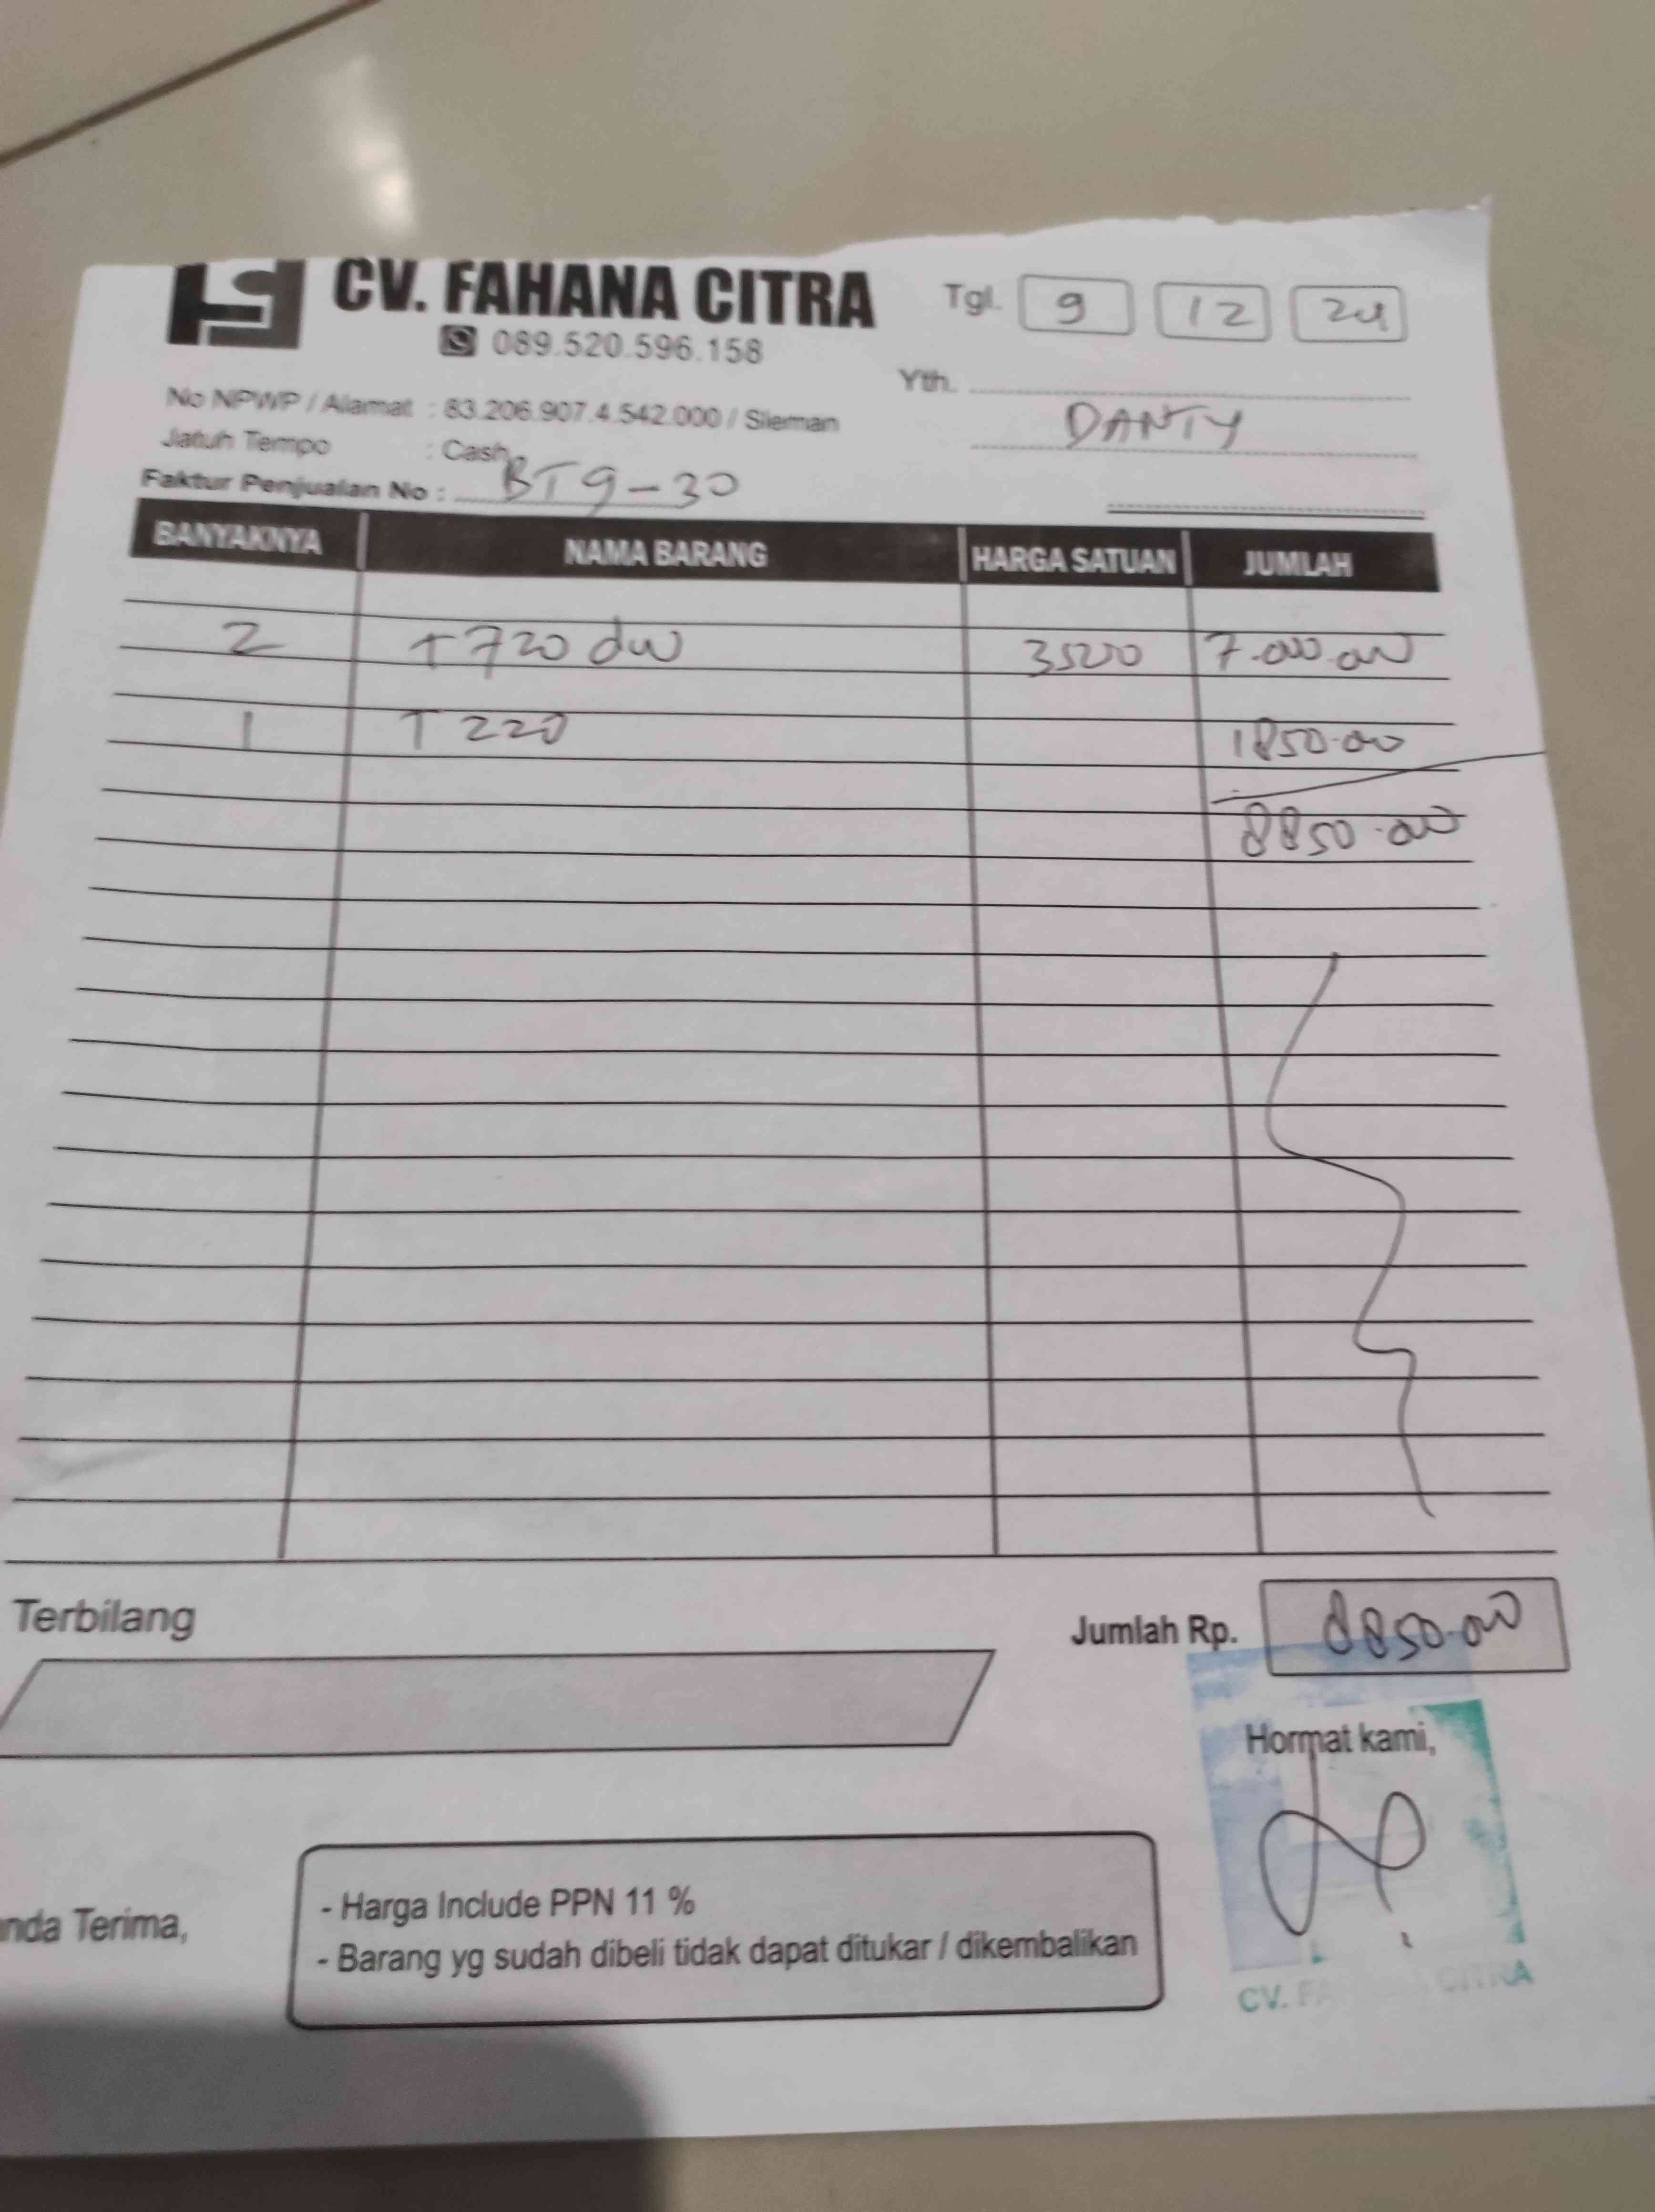 CV. FAHANA CITRA
089.520.596.158
Tgl. 9 12 24
Yth.
DANTY
No NPWP / Alamat : 83.206.907.4.542.000 / Sleman
Jatuh Tempo : Cash
Faktur Penjualan No : BT9-30
BANYAKNYA NAMA BARANG HARGA SATUAN JUMLAH
2 T720 dw 3500 7.000.000
1 T220 1850.000
8850.000
Terbilang
Jumlah Rp. 8850.000
Hormat kami,
anda Terima,
- Harga Include PPN 11 %
- Barang yg sudah dibeli tidak dapat ditukar / dikembalikan
CV. FA CITRA